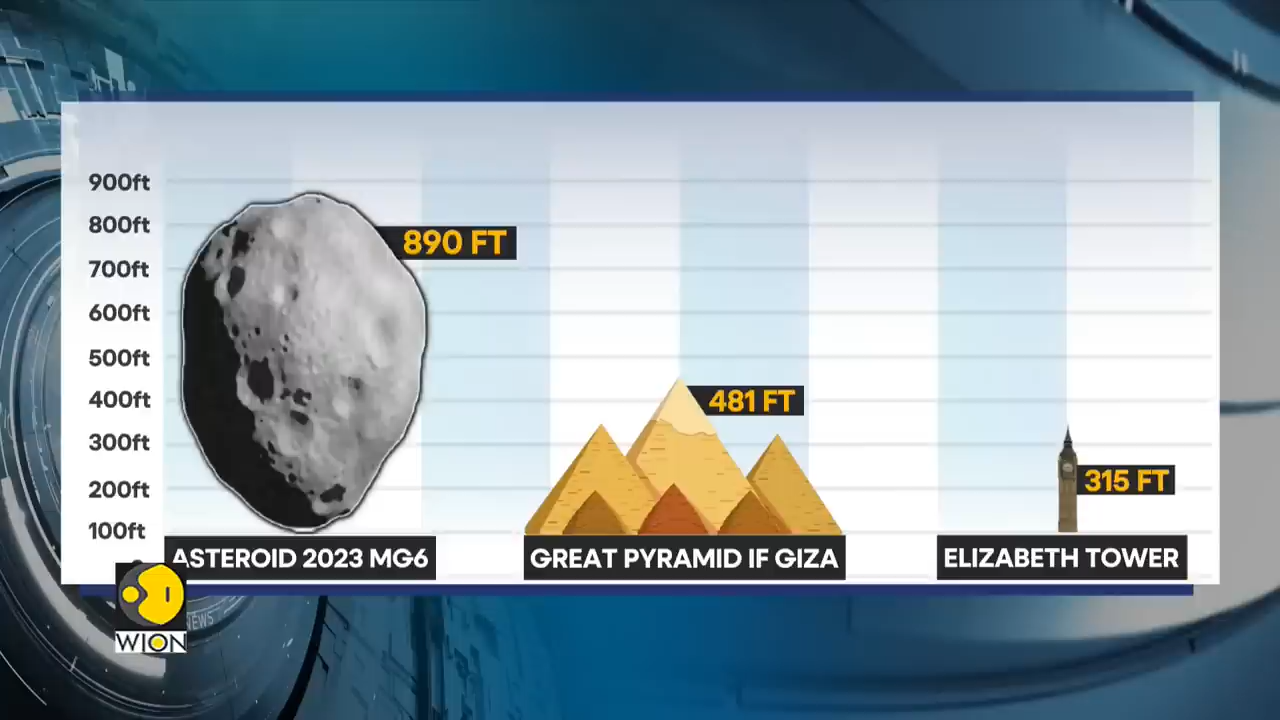 900ft
800ft
700ft
600ft
500ft
400ft
300ft
200ft
100ft
890 FT
481 FT
315 FT
ASTEROID 2023 MG6
GREAT PYRAMID IF GIZA
ELIZABETH TOWER
NEWS
WION